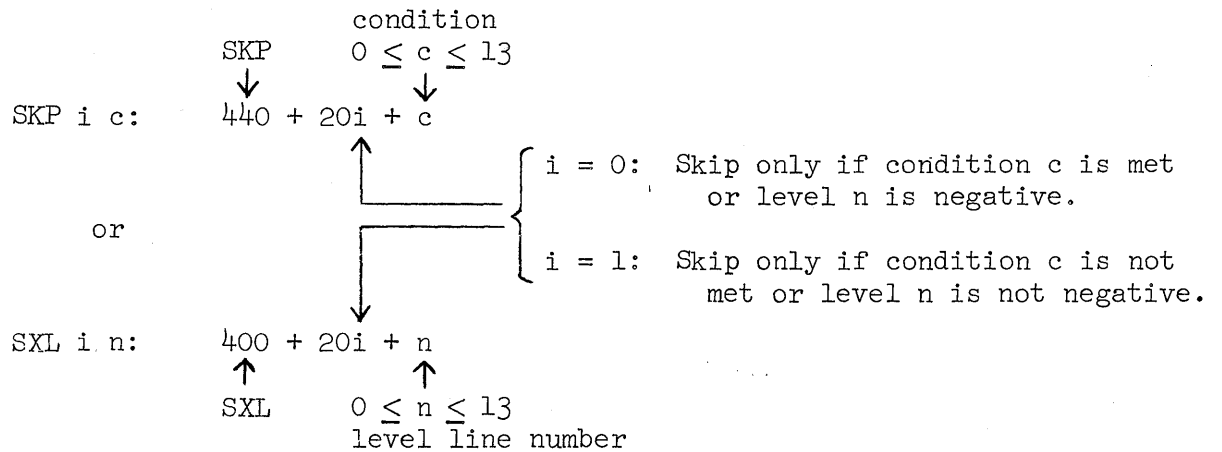 condition
SKP 0 ≤ c ≤ 13
SKP i c: 440 + 20i + c
i = 0: Skip only if condition c is met
or level n is negative.
or
i = 1: Skip only if condition c is not
met or level n is not negative.
SXL i n: 400 + 20i + n
SXL 0 ≤ n ≤ 13
level line number